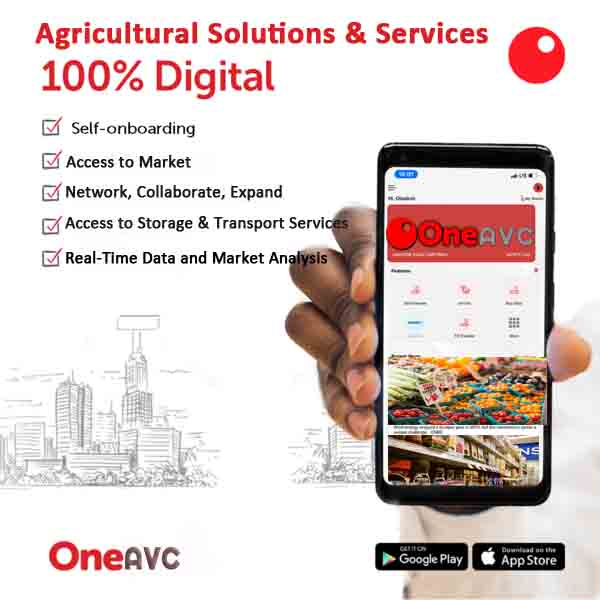 Agricultural Solutions & Services
100% Digital
Self-onboarding
Access to Market
Network, Collaborate, Expand
Access to Storage & Transport Services
Real-Time Data and Market Analysis
OneAVC
Features
More
OneAVC
GET IT ON
Google Play
Download on the
App Store